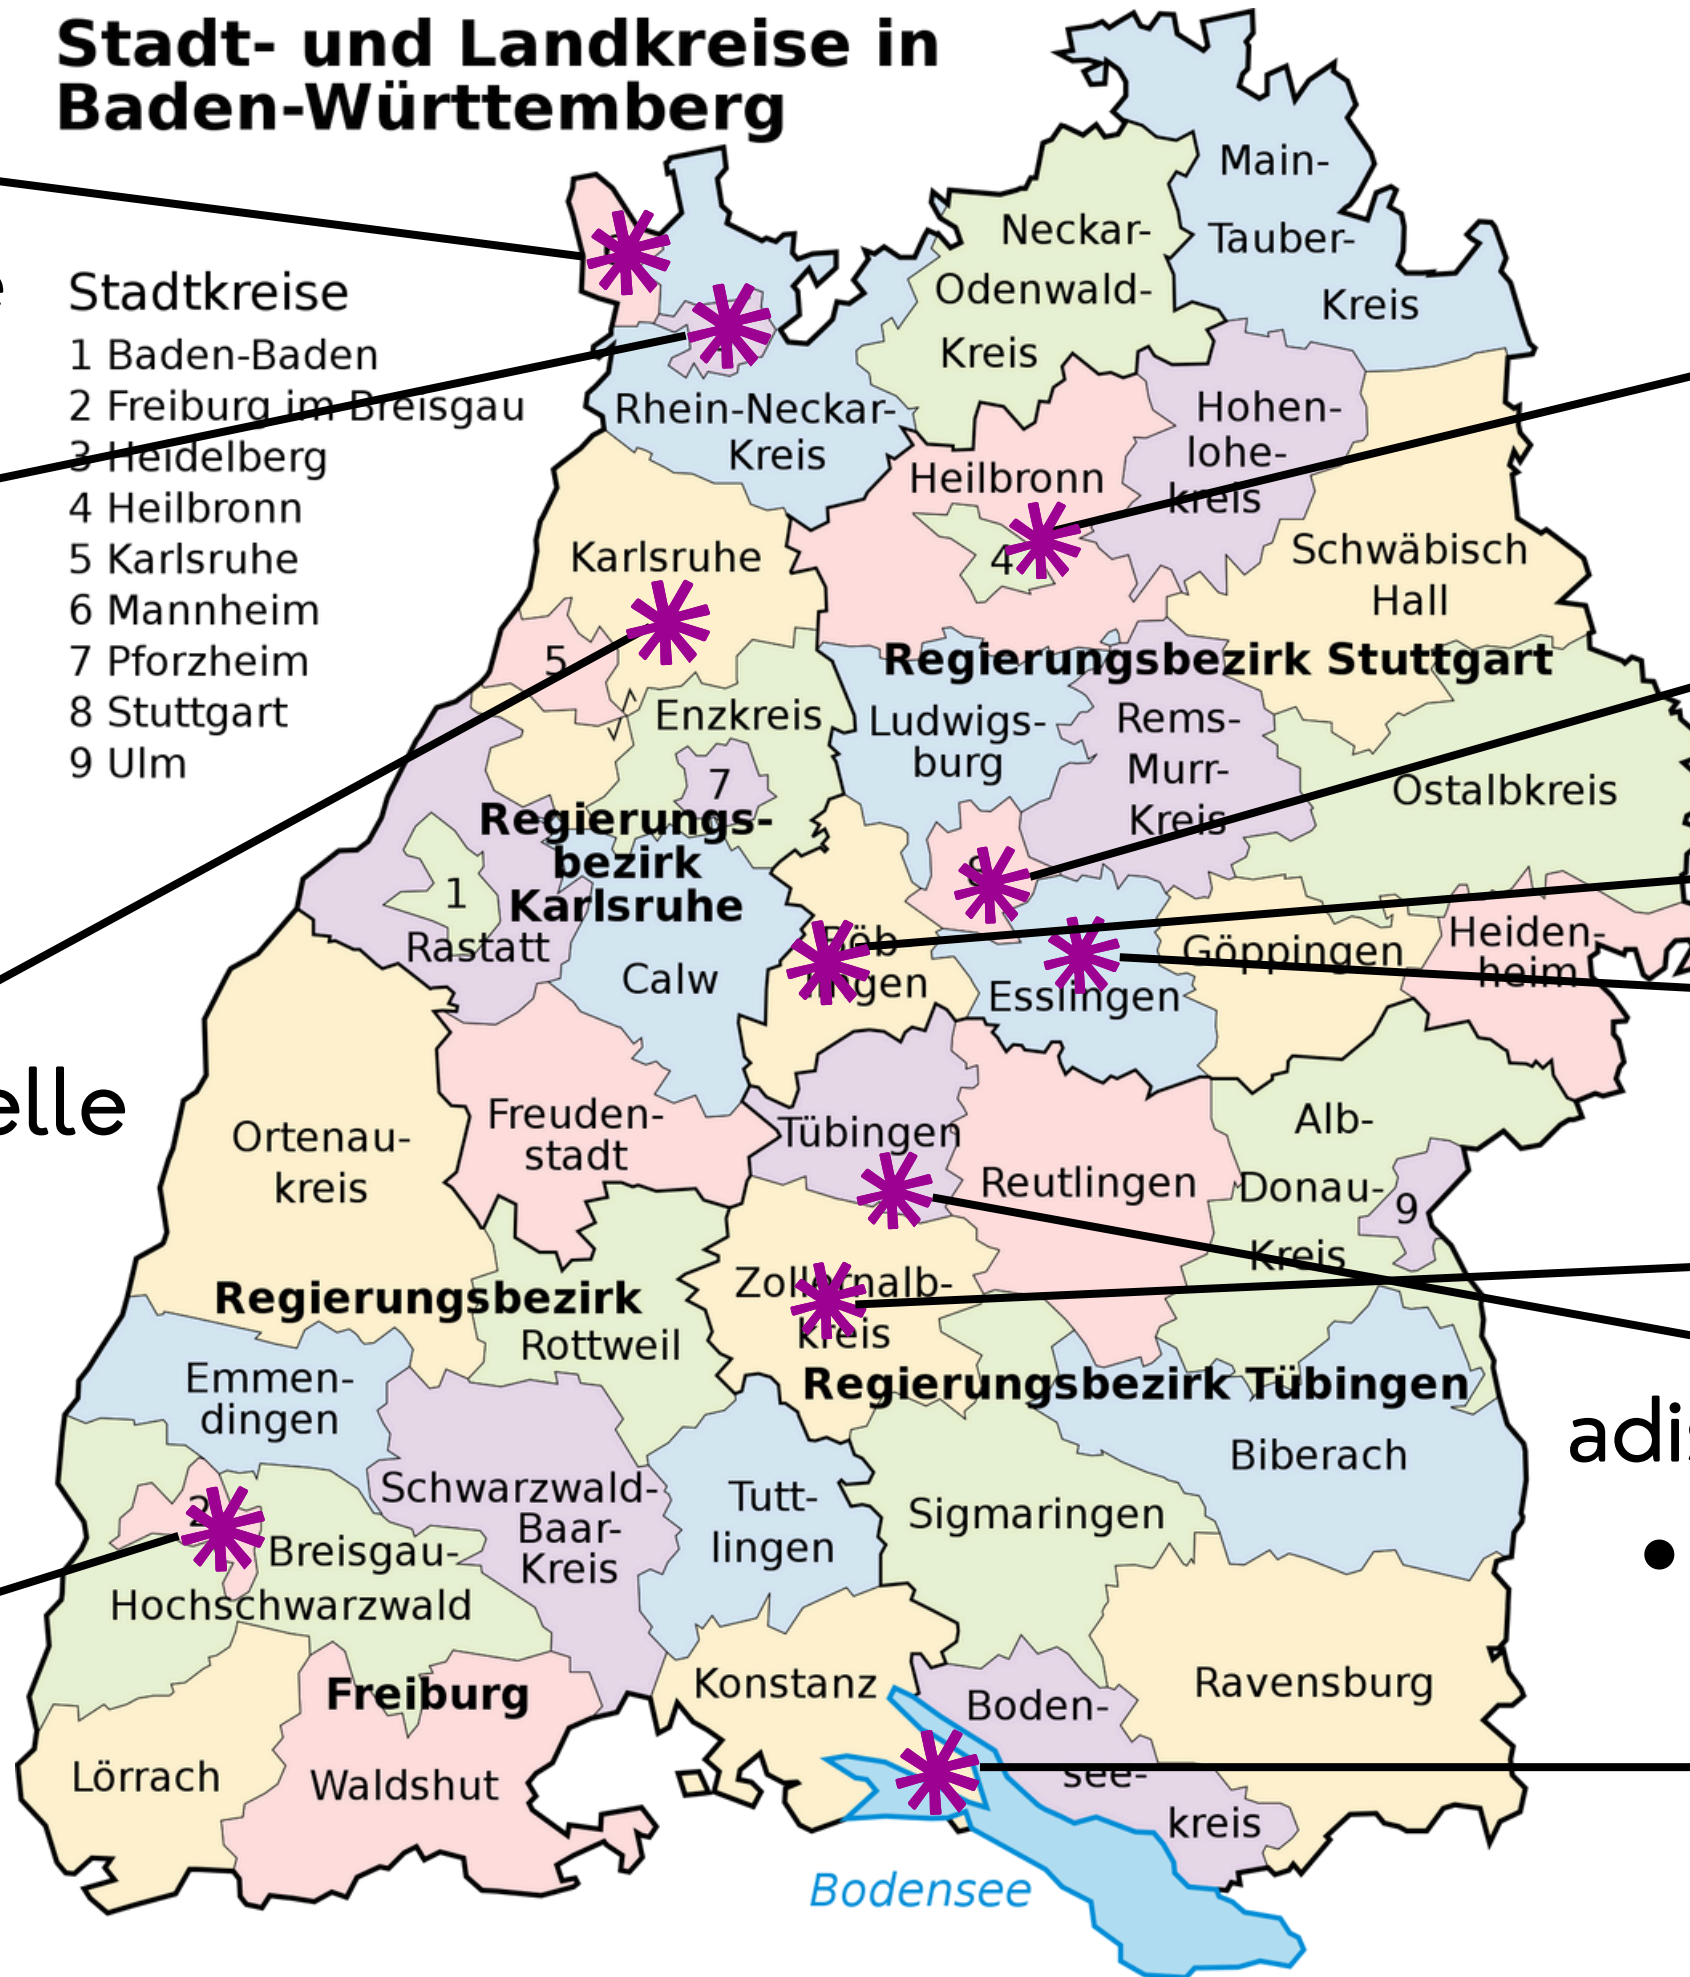 Stadt- und Landkreise in
Baden-Württemberg
Stadtkreise
1 Baden-Baden
2 Freiburg im Breisgau
3 Heidelberg
4 Heilbronn
5 Karlsruhe
6 Mannheim
7 Pforzheim
8 Stuttgart
9 Ulm
Main-
Tauber-
Kreis
Neckar-
Odenwald-
Kreis
Rhein-Neckar-
Kreis
Hohen-
lohe-
kreis
Heilbronn
4
Schwäbisch
Hall
Karlsruhe
5
Regierungsbezirk Stuttgart
Enzkreis
7
Ludwigs-
burg
Rems-
Murr-
Kreis
Ostalbkreis
Regierungs-
bezirk
Karlsruhe
1
Rastatt
Calw
8
Böb
lingen
Esslingen
Göppingen
Heiden-
heim
elle
Ortenau-
kreis
Freuden-
stadt
Tübingen
Reutlingen
Alb-
Donau-
Kreis
9
Regierungsbezirk
Rottweil
Zollernalb-
kreis
Regierungsbezirk Tübingen
Emmen-
dingen
adis
Biberach
2
Schwarzwald-
Baar-
Kreis
Tutt-
lingen
Sigmaringen
•
Breisgau-
Hochschwarzwald
Freiburg
Konstanz
Boden-
see-
kreis
Ravensburg
Lörrach
Waldshut
Bodensee